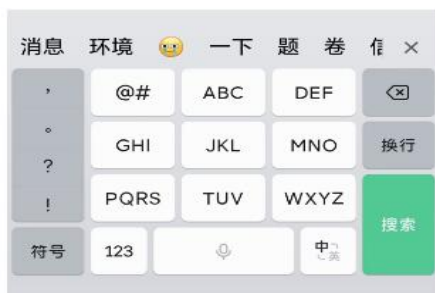 消息 环境 一下 题 卷 信 ×
， @# ABC DEF
。 GHI JKL MNO 换行
?
! PQRS TUV WXYZ 搜索
符号 123 中英